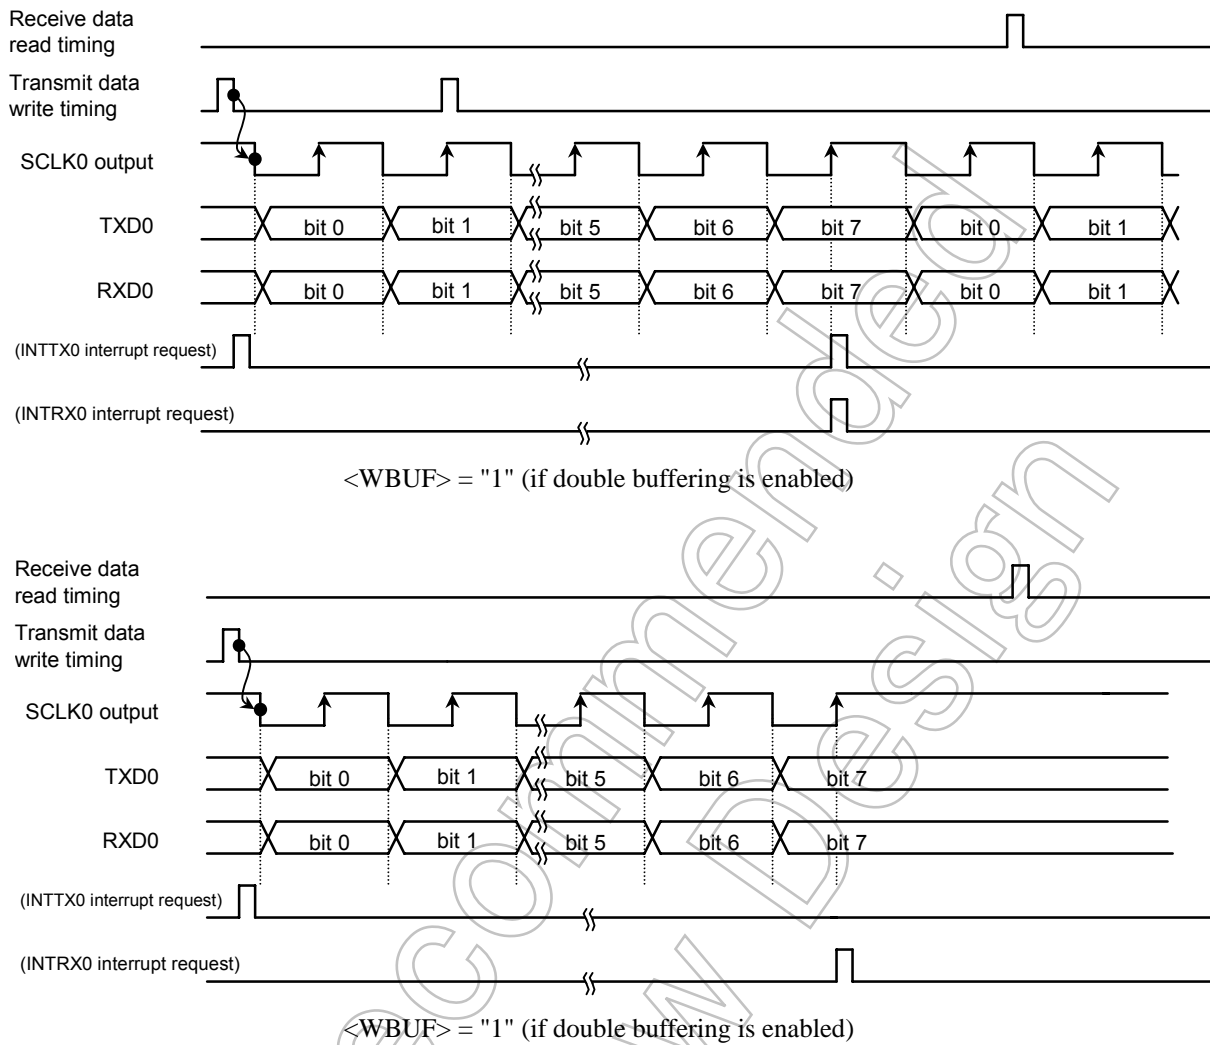 Receive data
read timing
Transmit data
write timing
SCLK0 output
TXD0 bit 0 bit 1 bit 5 bit 6 bit 7 bit 0 bit 1
RXD0 bit 0 bit 1 bit 5 bit 6 bit 7 bit 0 bit 1
(INTTX0 interrupt request)
(INTRX0 interrupt request)
<WBUF> = "1" (if double buffering is enabled)
Receive data
read timing
Transmit data
write timing
SCLK0 output
TXD0 bit 0 bit 1 bit 5 bit 6 bit 7
RXD0 bit 0 bit 1 bit 5 bit 6 bit 7
(INTTX0 interrupt request)
(INTRX0 interrupt request)
<WBUF> = "1" (if double buffering is enabled)
ecommended
w Design